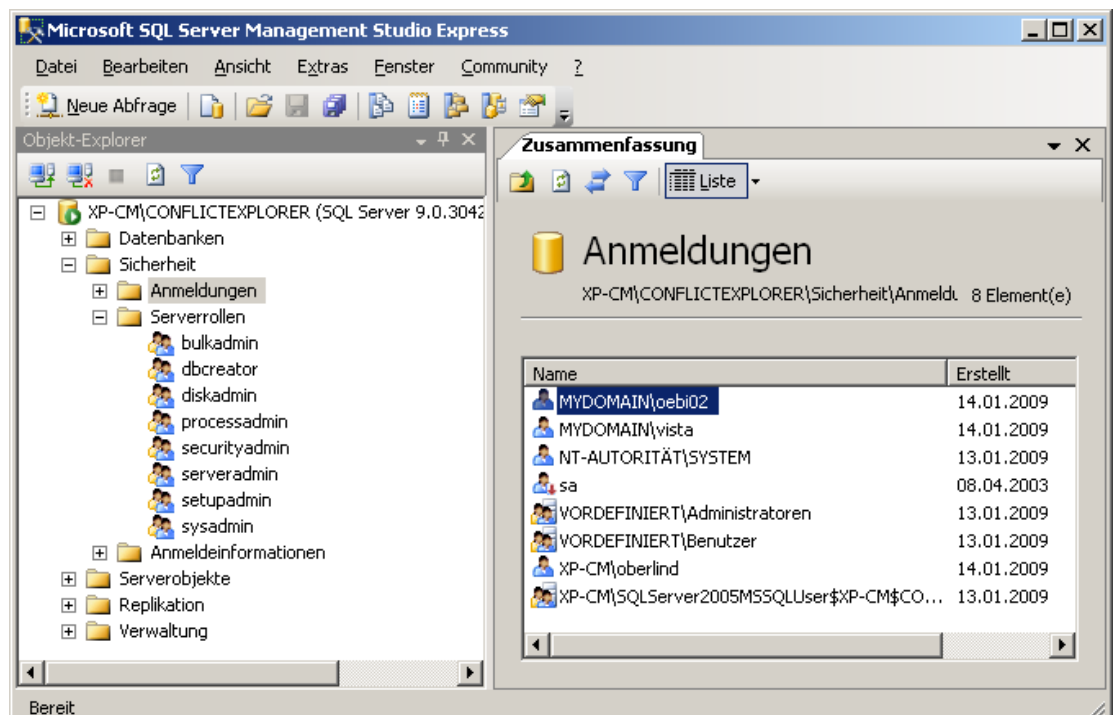 Microsoft SQL Server Management Studio Express
Datei Bearbeiten Ansicht Extras Fenster Community ?
Neue Abfrage
Objekt-Explorer
XP-CM\CONFLICTEXPLORER (SQL Server 9.0.3042
Datenbanken
Sicherheit
Anmeldungen
Serverrollen
bulkadmin
dbcreator
diskadmin
processadmin
securityadmin
serveradmin
setupadmin
sysadmin
Anmeldeinformationen
Serverobjekte
Replikation
Verwaltung
Zusammenfassung
Liste
Anmeldungen
XP-CM\CONFLICTEXPLORER\Sicherheit\Anmeldu 8 Element(e)
Name Erstellt
MYDOMAIN\oebi02 14.01.2009
MYDOMAIN\vista 14.01.2009
NT-AUTORITÄT\SYSTEM 13.01.2009
sa 08.04.2003
VORDEFINIERT\Administratoren 13.01.2009
VORDEFINIERT\Benutzer 13.01.2009
XP-CM\oberlind 14.01.2009
XP-CM\SQLServer2005MSSQLUser$XP-CM$CO... 13.01.2009
Bereit